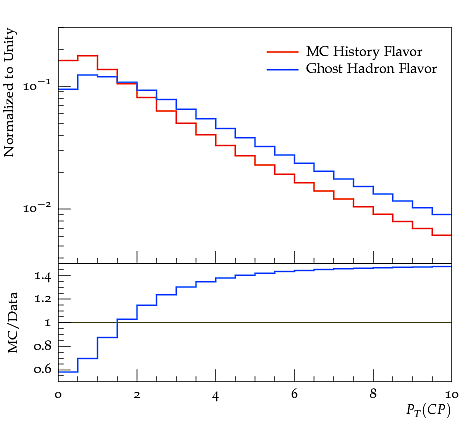 Normalized to Unity
MC History Flavor
Ghost Hadron Flavor
10⁻¹
10⁻²
MC/Data
1.4
1.2
1
0.8
0.6
0 2 4 6 8 10
P_T(CP)